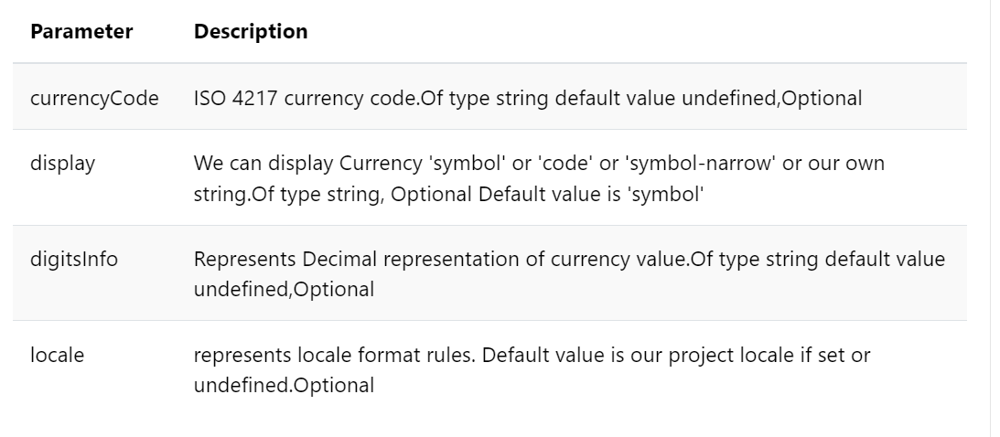 Parameter Description
currencyCode ISO 4217 currency code.Of type string default value undefined,Optional
display We can display Currency 'symbol' or 'code' or 'symbol-narrow' or our own
string.Of type string, Optional Default value is 'symbol'
digitsInfo Represents Decimal representation of currency value.Of type string default value
undefined,Optional
locale represents locale format rules. Default value is our project locale if set or
undefined.Optional